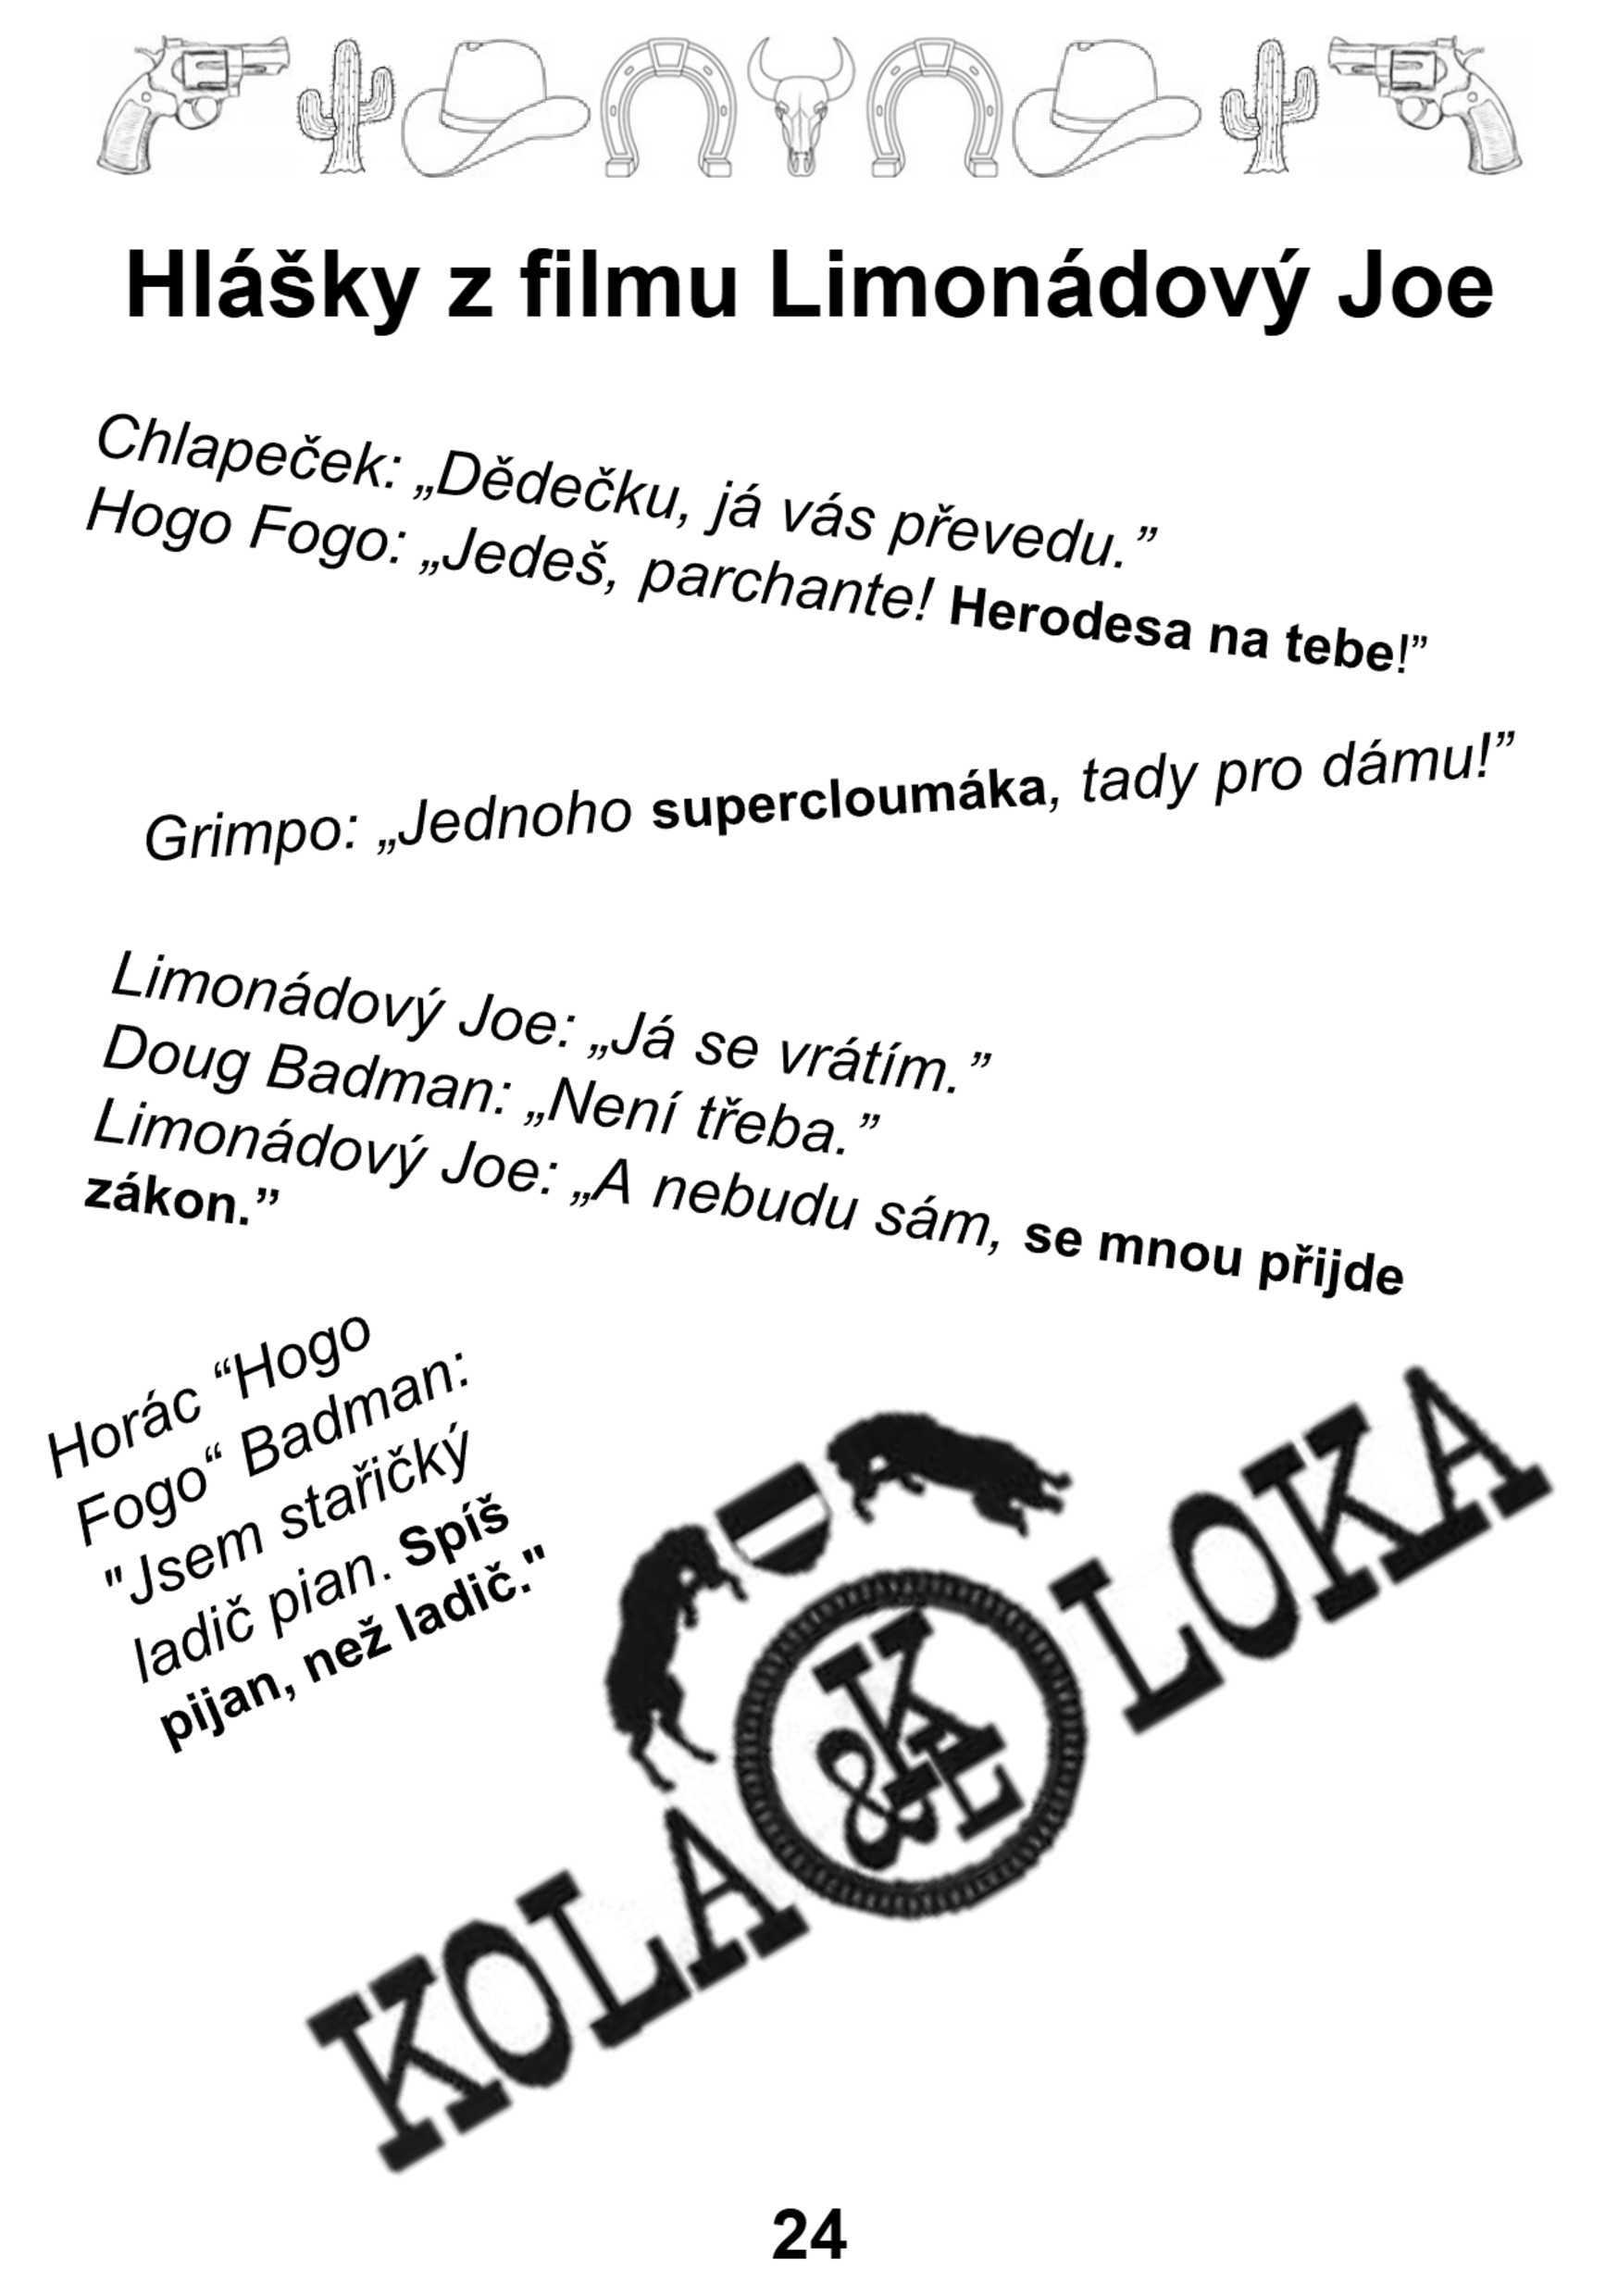 Hlášky z filmu Limonádový Joe
Chlapeček: „Dědečku, já vás převedu.”
Hogo Fogo: „Jedeš, parchante! Herodesa na tebe!”
Grimpo: „Jednoho supercloumáka, tady pro dámu!”
Limonádový Joe: „Já se vrátím.”
Doug Badman: „Není třeba.”
Limonádový Joe: „A nebudu sám, se mnou přijde
zákon.”
Horác “Hogo
Fogo“ Badman:
"Jsem stařičký
ladič pian. Spíš
pijan, než ladič."
KOLA K&L LOKA
24